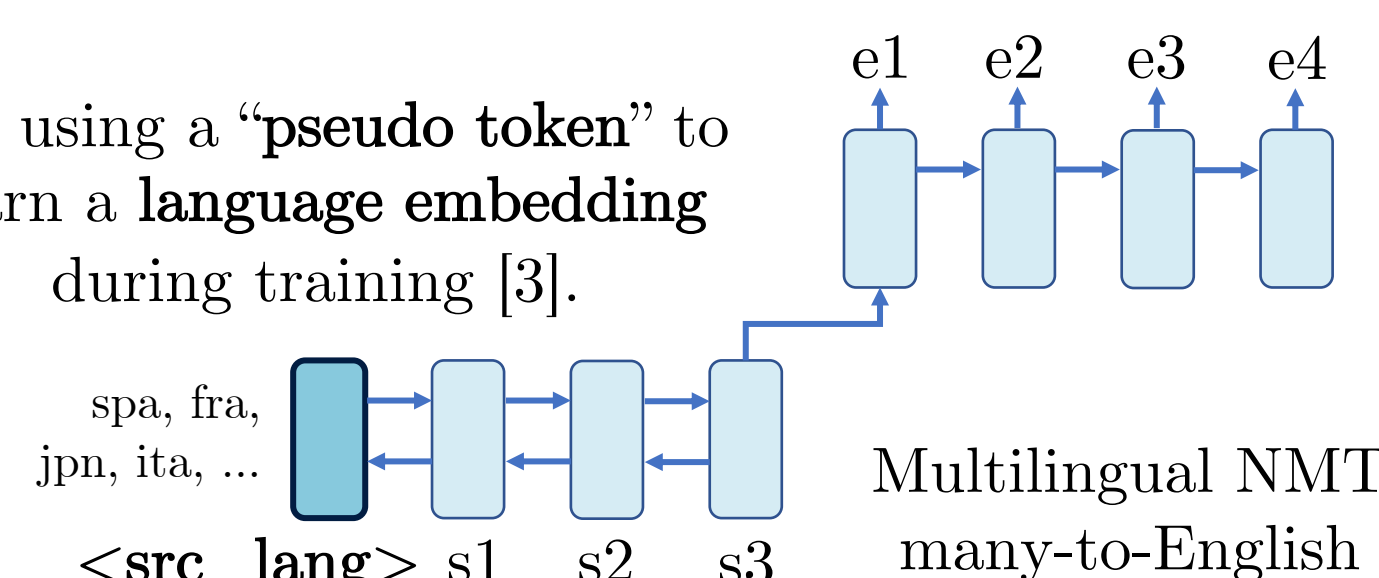 e1 e2 e3 e4
using a “pseudo token” to
a language embedding
during training [3].
spa, fra,
jpn, ita, ...
<src_lang> s1 s2 s3
Multilingual NMT
many-to-English